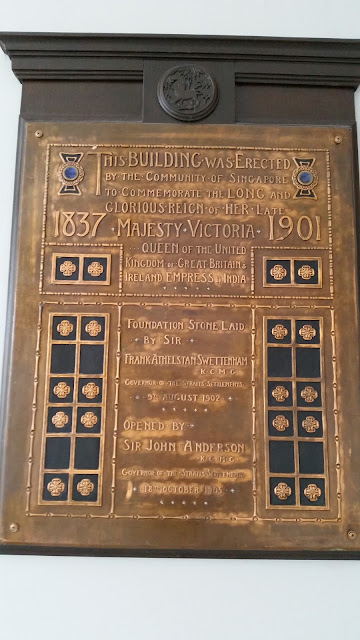 THIS BUILDING WAS ERECTED
BY THE COMMUNITY OF SINGAPORE
TO COMMEMORATE THE LONG AND
GLORIOUS REIGN OF HER LATE
1837 · MAJESTY · VICTORIA · 1901
QUEEN OF THE UNITED
KINGDOM OF GREAT BRITAIN &
IRELAND EMPRESS OF INDIA
FOUNDATION STONE LAID
BY SIR
FRANK ATHELSTAN SWETTENHAM
K.C.M.G.
GOVERNOR OF THE STRAITS SETTLEMENTS
9TH AUGUST 1902
OPENED BY
SIR JOHN ANDERSON
K.C.M.G.
GOVERNOR OF THE STRAITS SETTLEMENTS
OCTOBER 1905